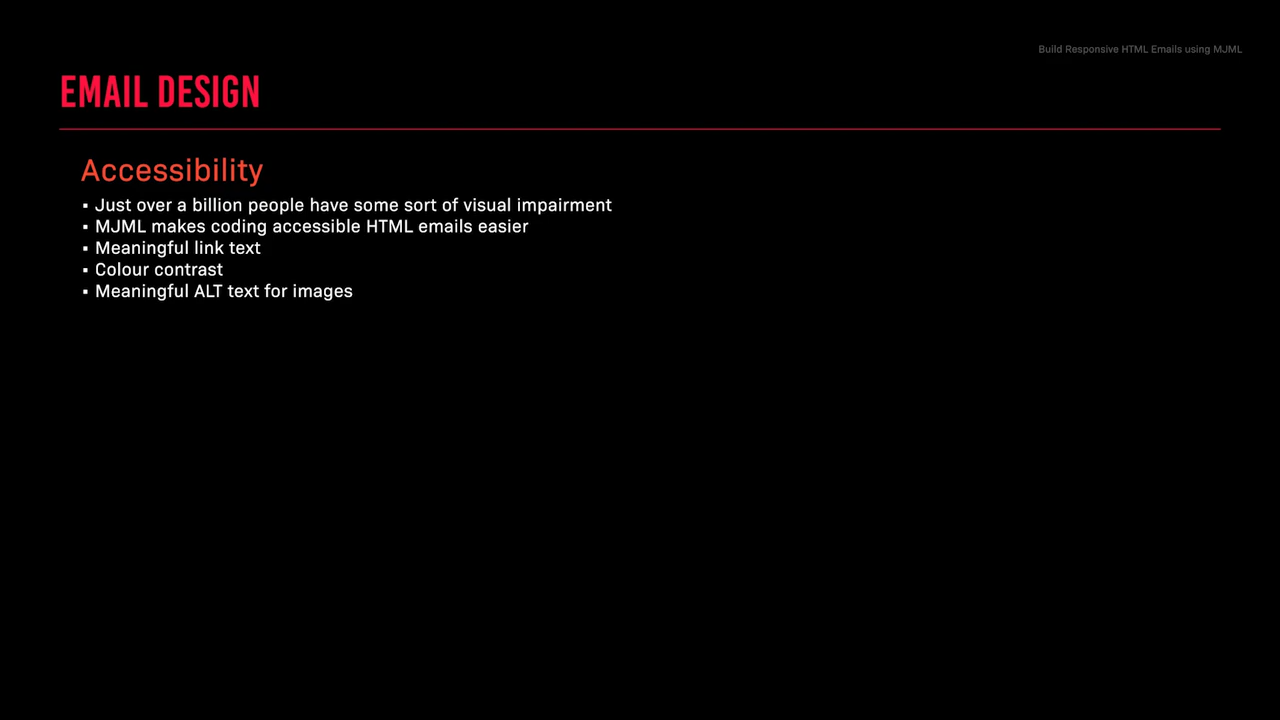 Build Responsive HTML Emails using MJML
EMAIL DESIGN
Accessibility
▪ Just over a billion people have some sort of visual impairment
▪ MJML makes coding accessible HTML emails easier
▪ Meaningful link text
▪ Colour contrast
▪ Meaningful ALT text for images